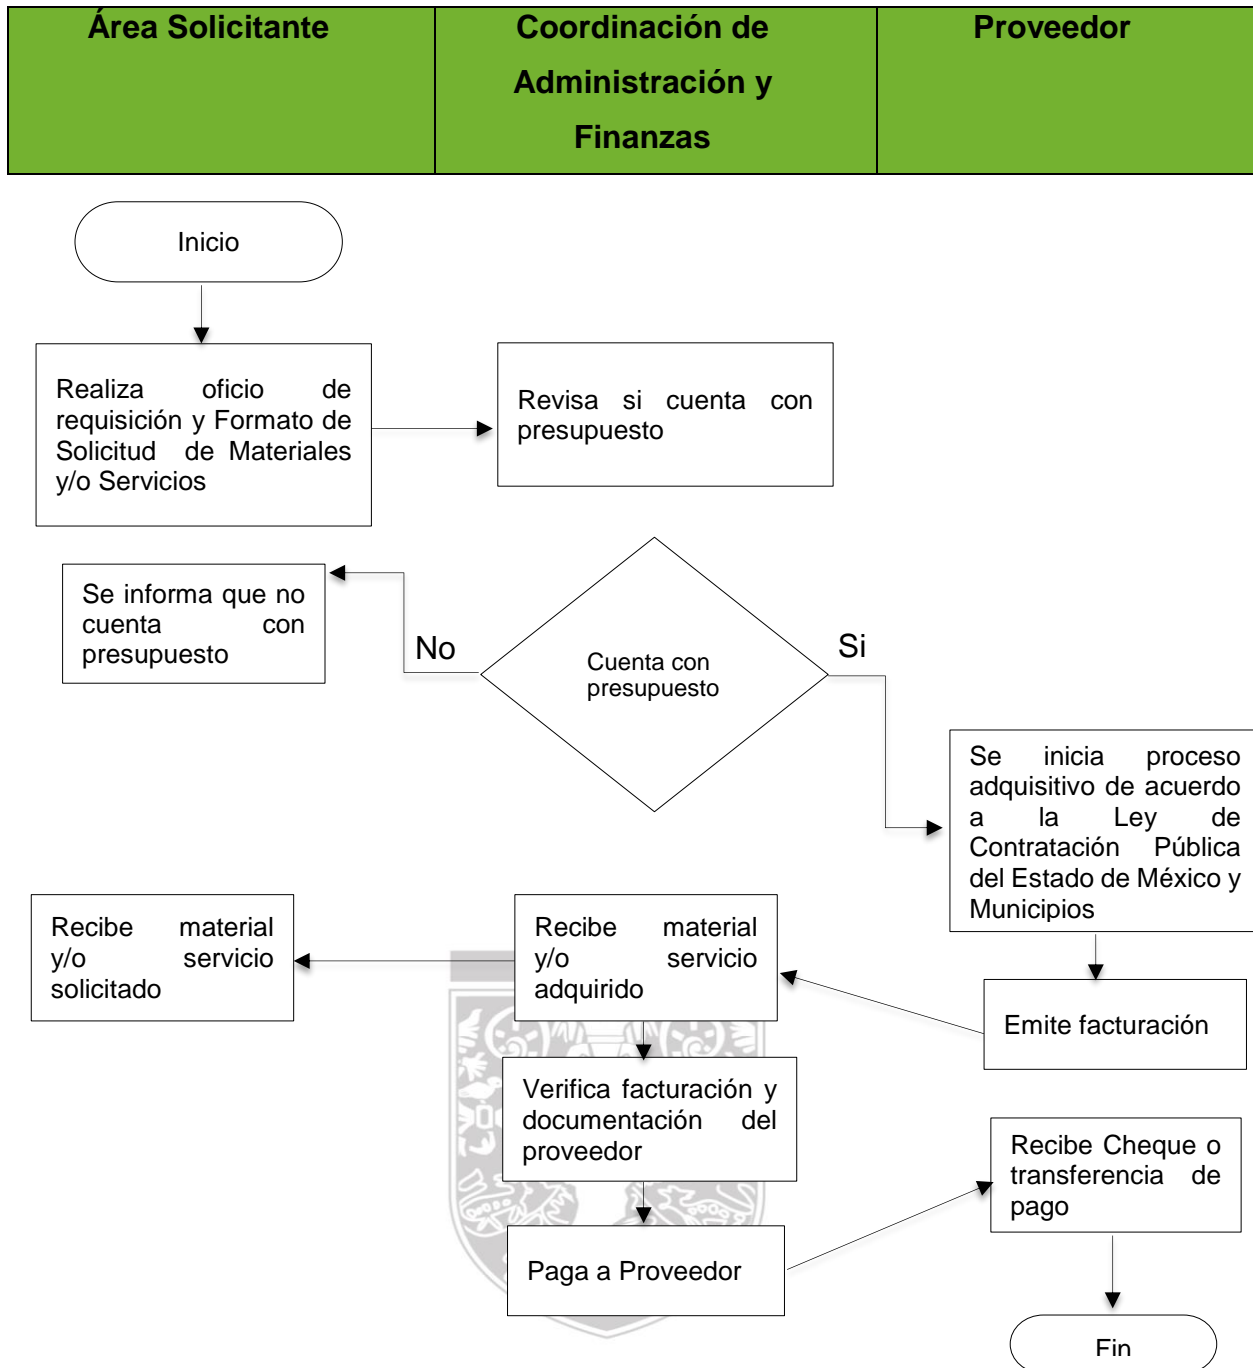 Área Solicitante
Coordinación de
Administración y
Finanzas
Proveedor
Inicio
Realiza oficio de
requisición y Formato de
Solicitud de Materiales
y/o Servicios
Revisa si cuenta con
presupuesto
Se informa que no
cuenta con
presupuesto
No
Cuenta con
presupuesto
Si
Se inicia proceso
adquisitivo de acuerdo
a la Ley de
Contratación Pública
del Estado de México y
Municipios
Recibe material
y/o servicio
solicitado
Recibe material
y/o servicio
adquirido
Emite facturación
Verifica facturación y
documentación del
proveedor
Recibe Cheque o
transferencia de
pago
Paga a Proveedor
Fin